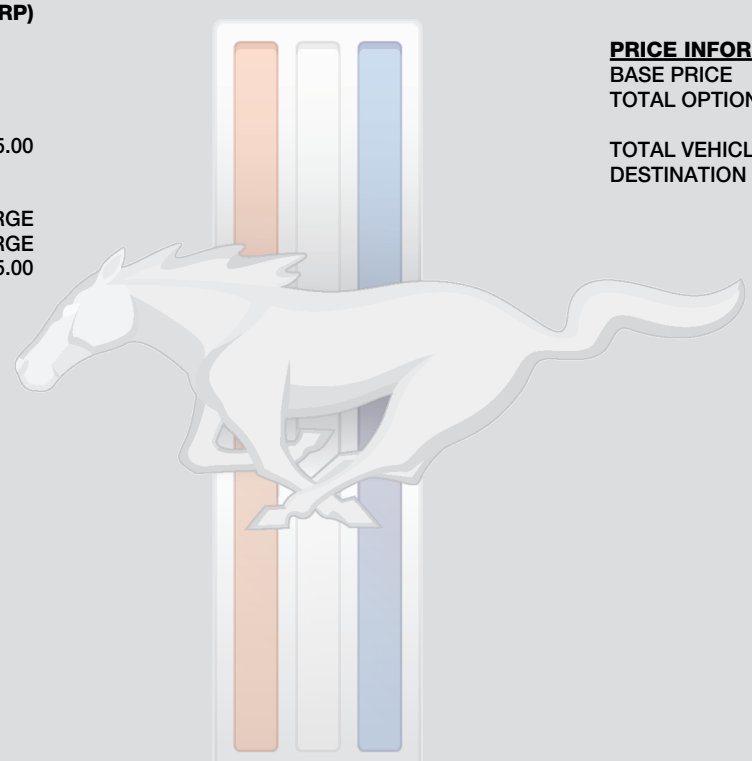 RP)
5.00
RGE
RGE
5.00
PRICE INFOR
BASE PRICE
TOTAL OPTION
TOTAL VEHICL
DESTINATION